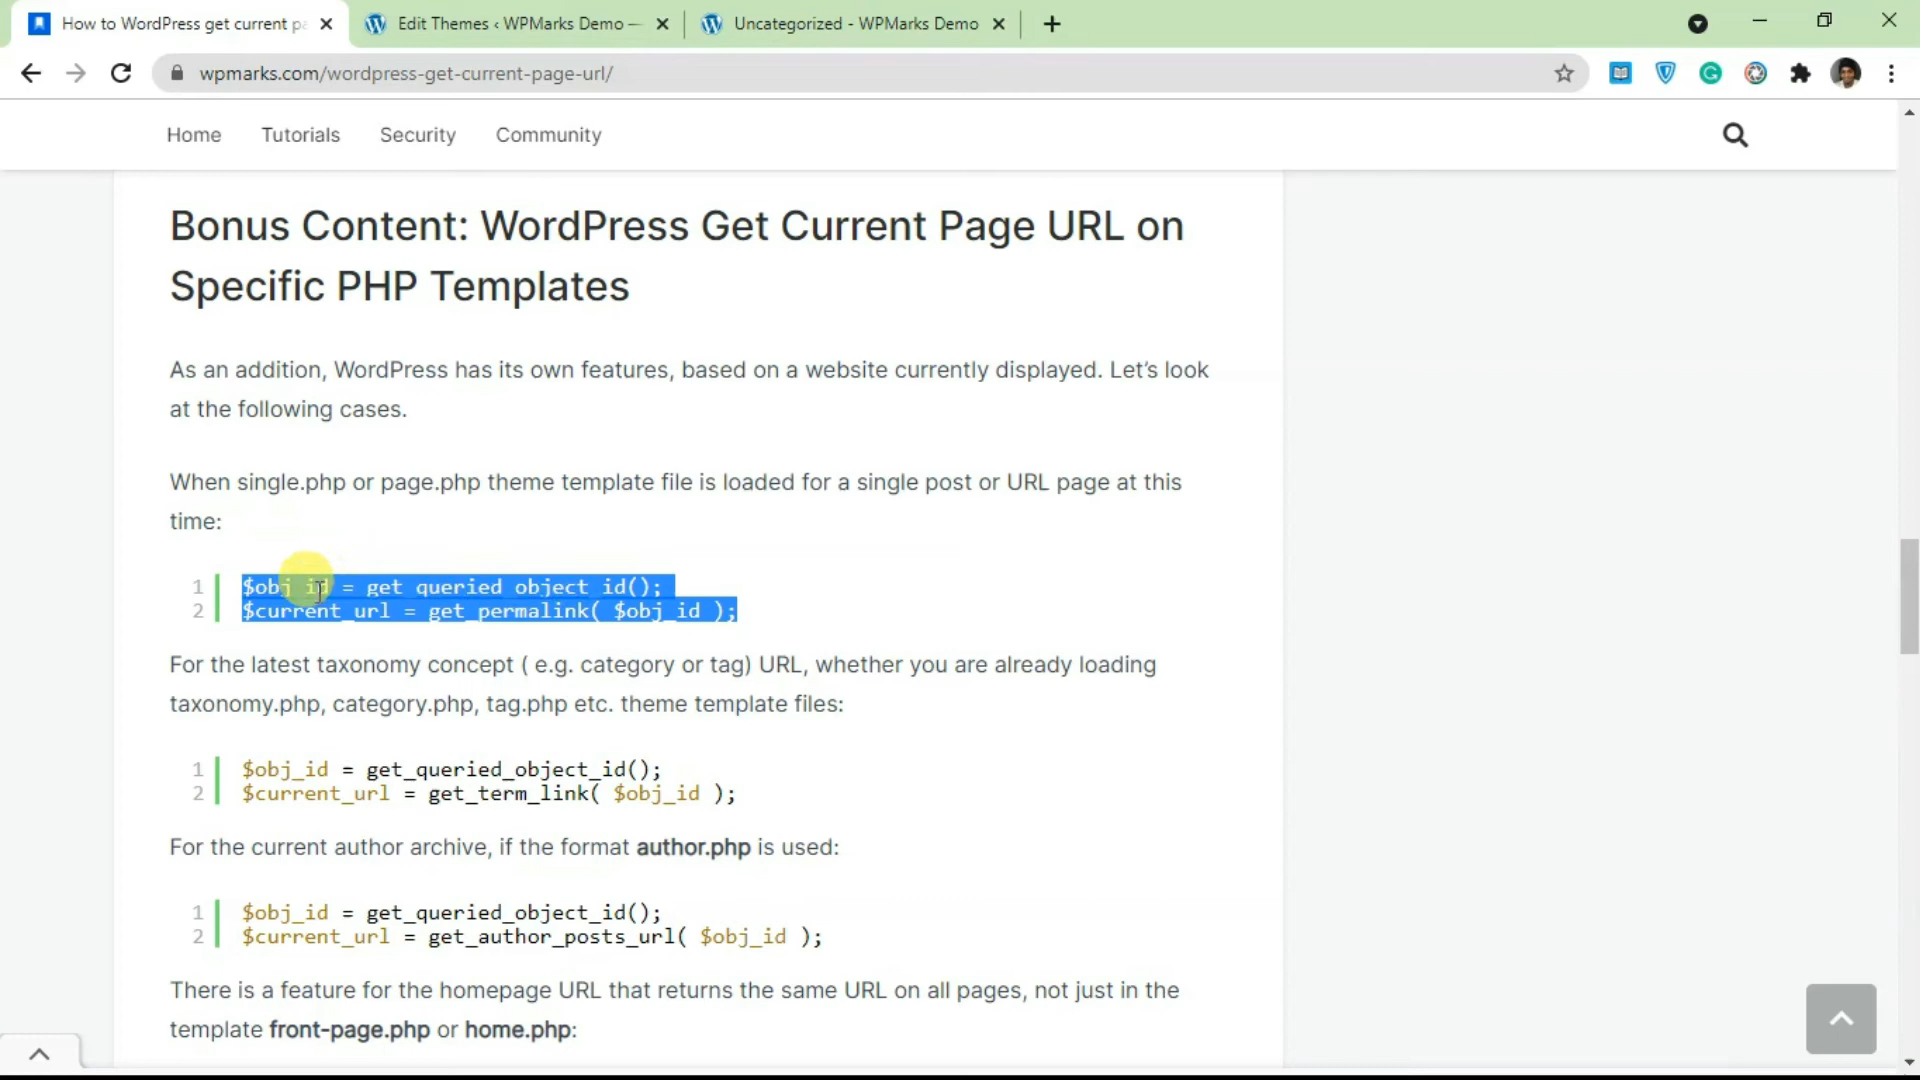 How to WordPress get current pa
Edit Themes ‹ WPMarks Demo —
Uncategorized - WPMarks Demo
wpmarks.com/wordpress-get-current-page-url/
Home Tutorials Security Community
Bonus Content: WordPress Get Current Page URL on
Specific PHP Templates
As an addition, WordPress has its own features, based on a website currently displayed. Let’s look
at the following cases.
When single.php or page.php theme template file is loaded for a single post or URL page at this
time:
1 $obj_id = get_queried_object_id();
2 $current_url = get_permalink( $obj_id );
For the latest taxonomy concept ( e.g. category or tag) URL, whether you are already loading
taxonomy.php, category.php, tag.php etc. theme template files:
1 $obj_id = get_queried_object_id();
2 $current_url = get_term_link( $obj_id );
For the current author archive, if the format author.php is used:
1 $obj_id = get_queried_object_id();
2 $current_url = get_author_posts_url( $obj_id );
There is a feature for the homepage URL that returns the same URL on all pages, not just in the
template front-page.php or home.php: